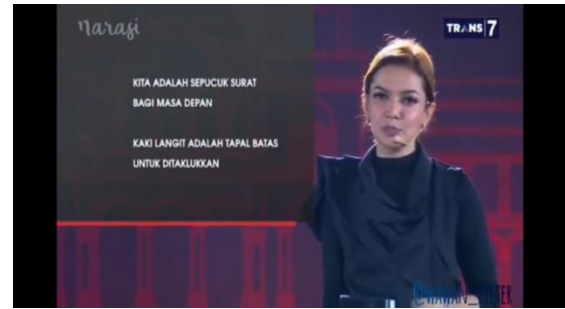 Narasi
TRANS|7
KITA ADALAH SEPUCUK SURAT
BAGI MASA DEPAN
KAKI LANGIT ADALAH TAPAL BATAS
UNTUK DITAKLUKKAN